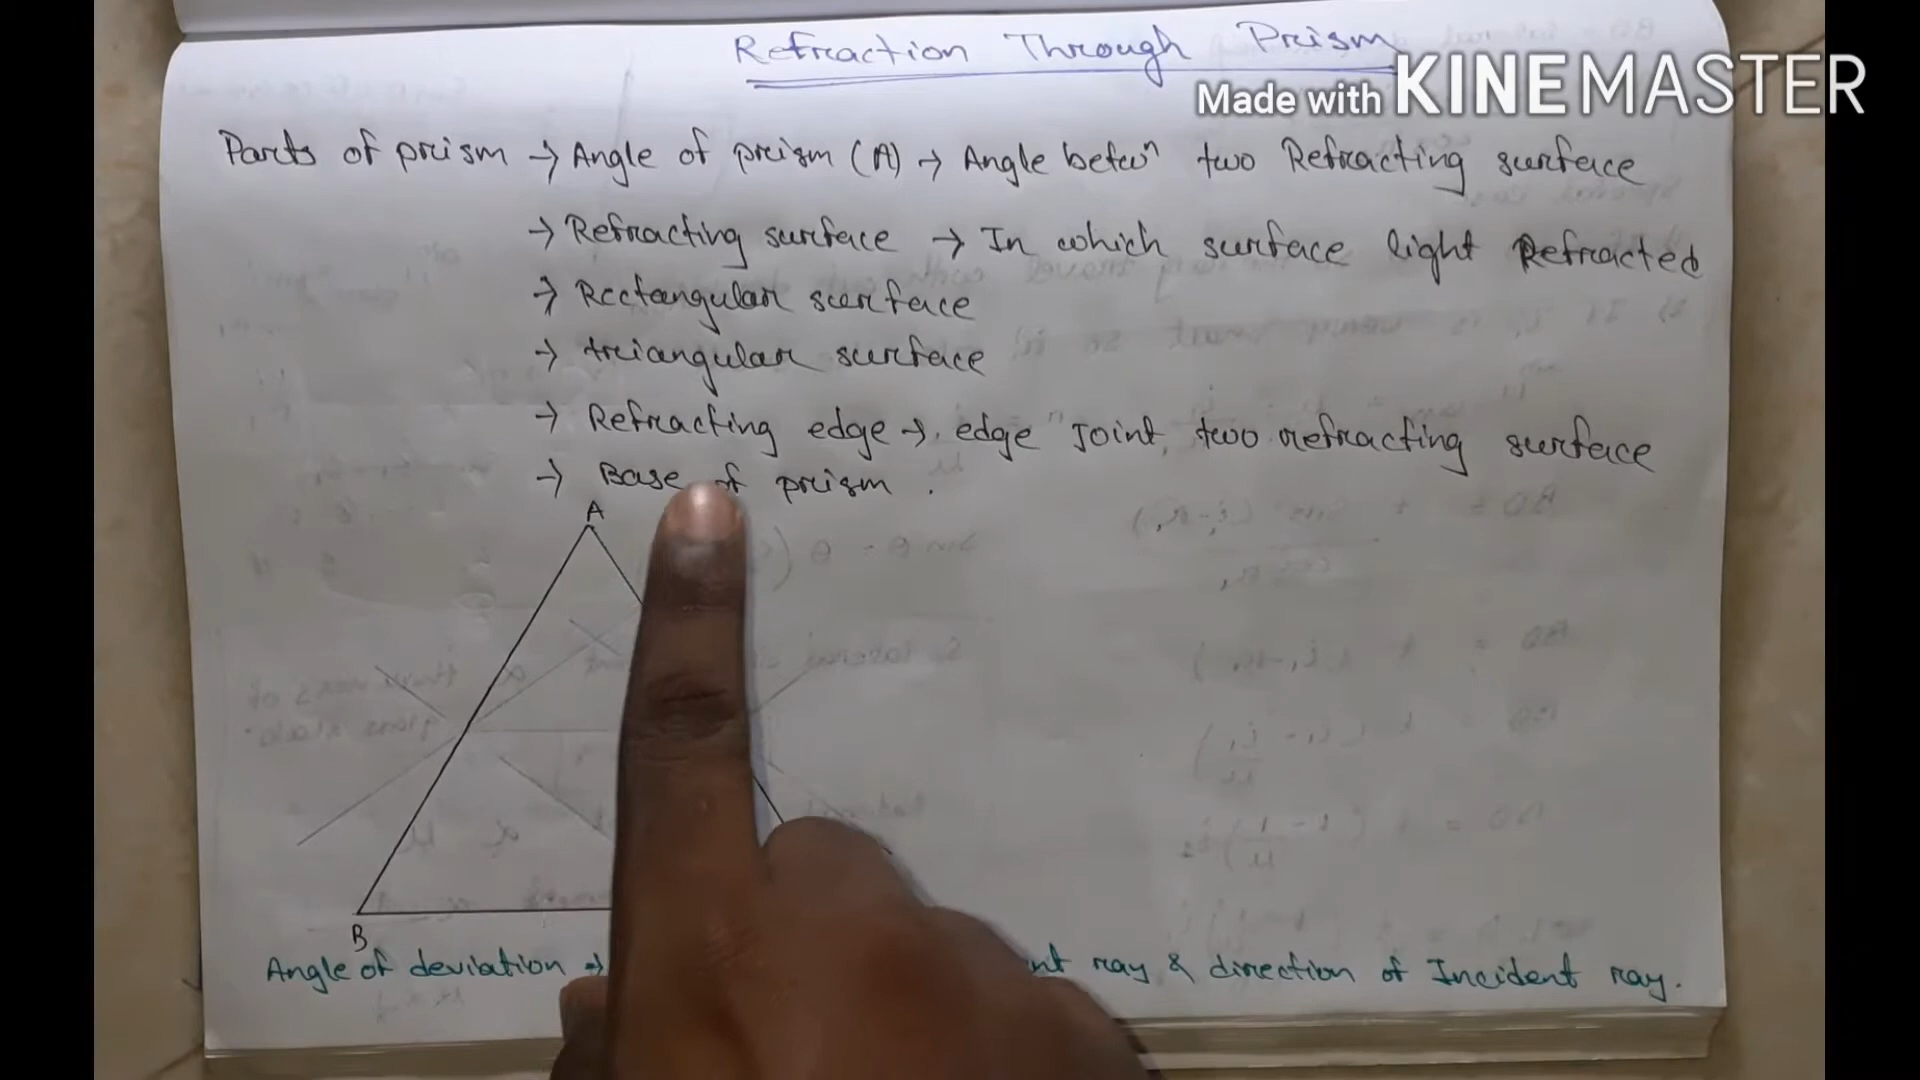 Refraction Through Prism
Made with KINEMASTER
Parts of prism → Angle of prism (A) → Angle betwn two Refracting surface
→ Refracting surface → In which surface light Refracted
→ Rectangular surface
→ triangular surface
→ Refracting edge → edge Joint two refracting surface
→ Base of prism .
A
B
Angle of deviation → nt ray & direction of Incident ray.